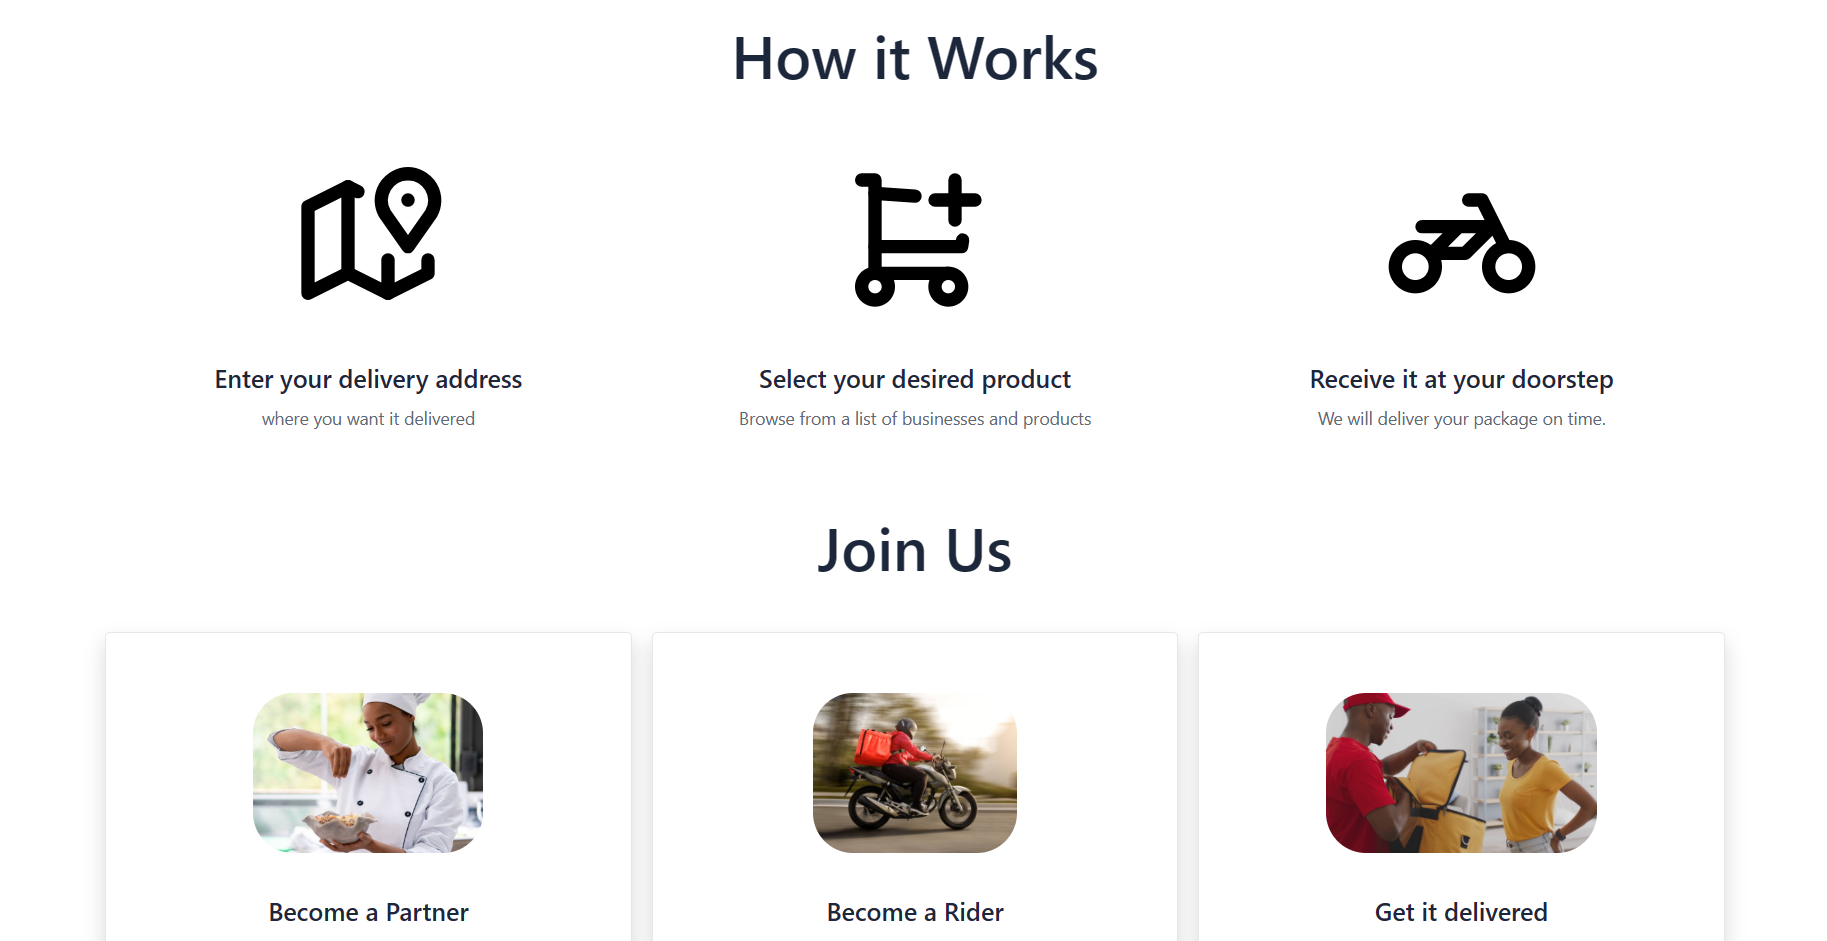 How it Works
Enter your delivery address
where you want it delivered
Select your desired product
Browse from a list of businesses and products
Receive it at your doorstep
We will deliver your package on time.
Join Us
Become a Partner
Become a Rider
Get it delivered